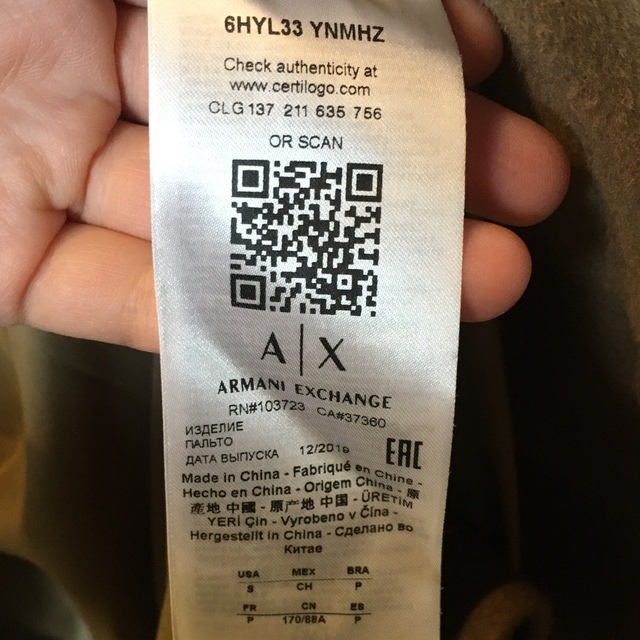 6HYL33 YNMHZ
Check authenticity at
www.certilogo.com
CLG 137 211 635 756
OR SCAN
A|X
ARMANI EXCHANGE
RN#103723 CA#37360
ИЗДЕЛИЕ
ПАЛЬТО
ДАТА ВЫПУСКА 12/2019
EAC
Made in China - Fabriqué en Chine -
Hecho en China - Origem China - 原
産地 中國 - 原产地 中国 - ÜRETİM
YERİ Çin - Vyrobeno v Čína -
Hergestellt in China - Сделано во
Китае
USA MEX BRA
S CH P
FR CN ES
P 170/88A P